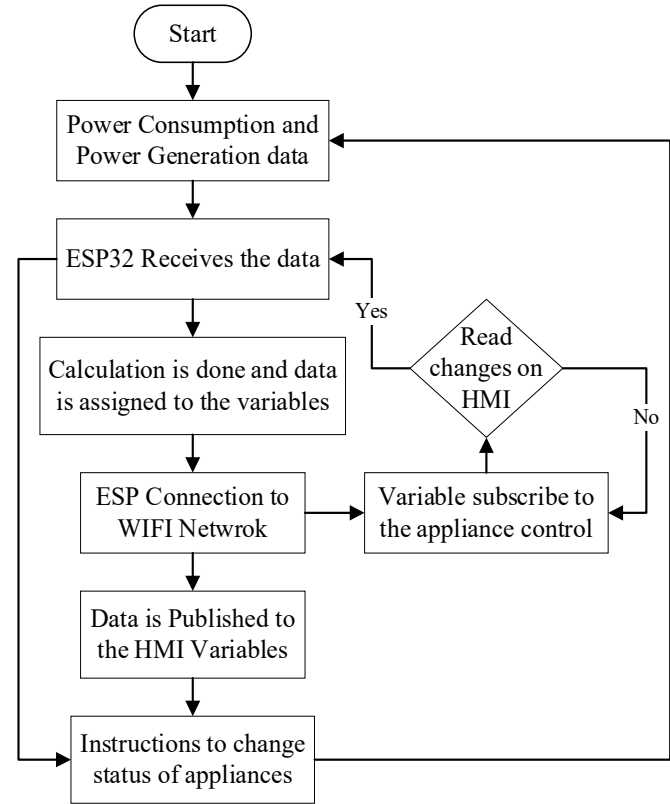 Start
Power Consumption and
Power Generation data
ESP32 Receives the data
Yes
Read
changes on
HMI
No
Calculation is done and data
is assigned to the variables
ESP Connection to
WIFI Netwrok
Variable subscribe to
the appliance control
Data is Published to
the HMI Variables
Instructions to change
status of appliances